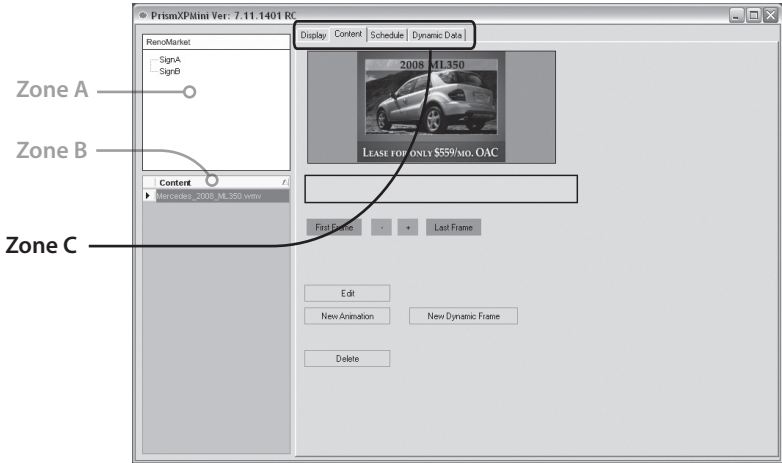 PrismXPMini Ver: 7.11.1401 RC
Display Content Schedule Dynamic Data
RenoMarket
SignA
SignB
Zone A
Zone B
Zone C
Content
Mercedes_2008_ML350.wmv
2008 ML350
LEASE FOR ONLY $559/MO. OAC
First Frame - + Last Frame
Edit
New Animation New Dynamic Frame
Delete